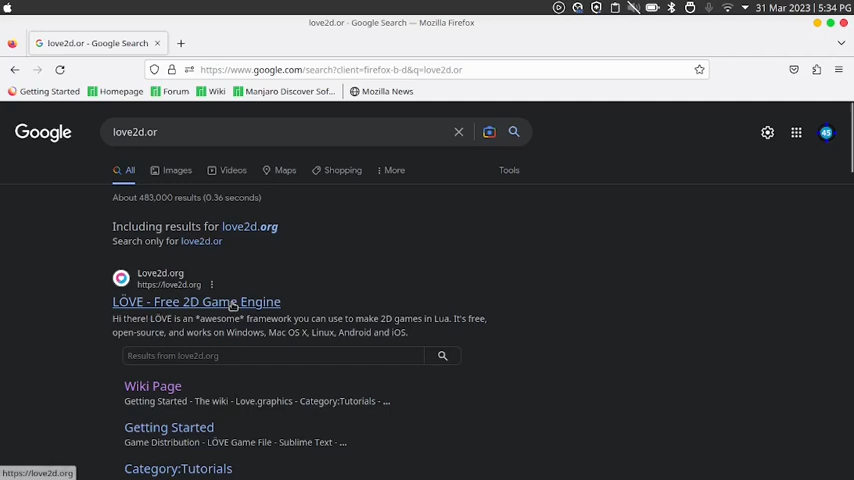 31 Mar 2023 | 5:34 PG
love2d.or - Google Search — Mozilla Firefox
love2d.or - Google Search
https://www.google.com/search?client=firefox-b-d&q=love2d.or
Getting Started Homepage Forum Wiki Manjaro Discover Sof... Mozilla News
Google
love2d.or
45
All Images Videos Maps Shopping More Tools
About 483,000 results (0.36 seconds)
Including results for love2d.org
Search only for love2d.or
Love2d.org
https://love2d.org
LÖVE - Free 2D Game Engine
Hi there! LÖVE is an *awesome* framework you can use to make 2D games in Lua. It's free,
open-source, and works on Windows, Mac OS X, Linux, Android and iOS.
Results from love2d.org
Wiki Page
Getting Started - The wiki - Love.graphics - Category:Tutorials - ...
Getting Started
Game Distribution - LÖVE Game File - Sublime Text - ...
Category:Tutorials
https://love2d.org